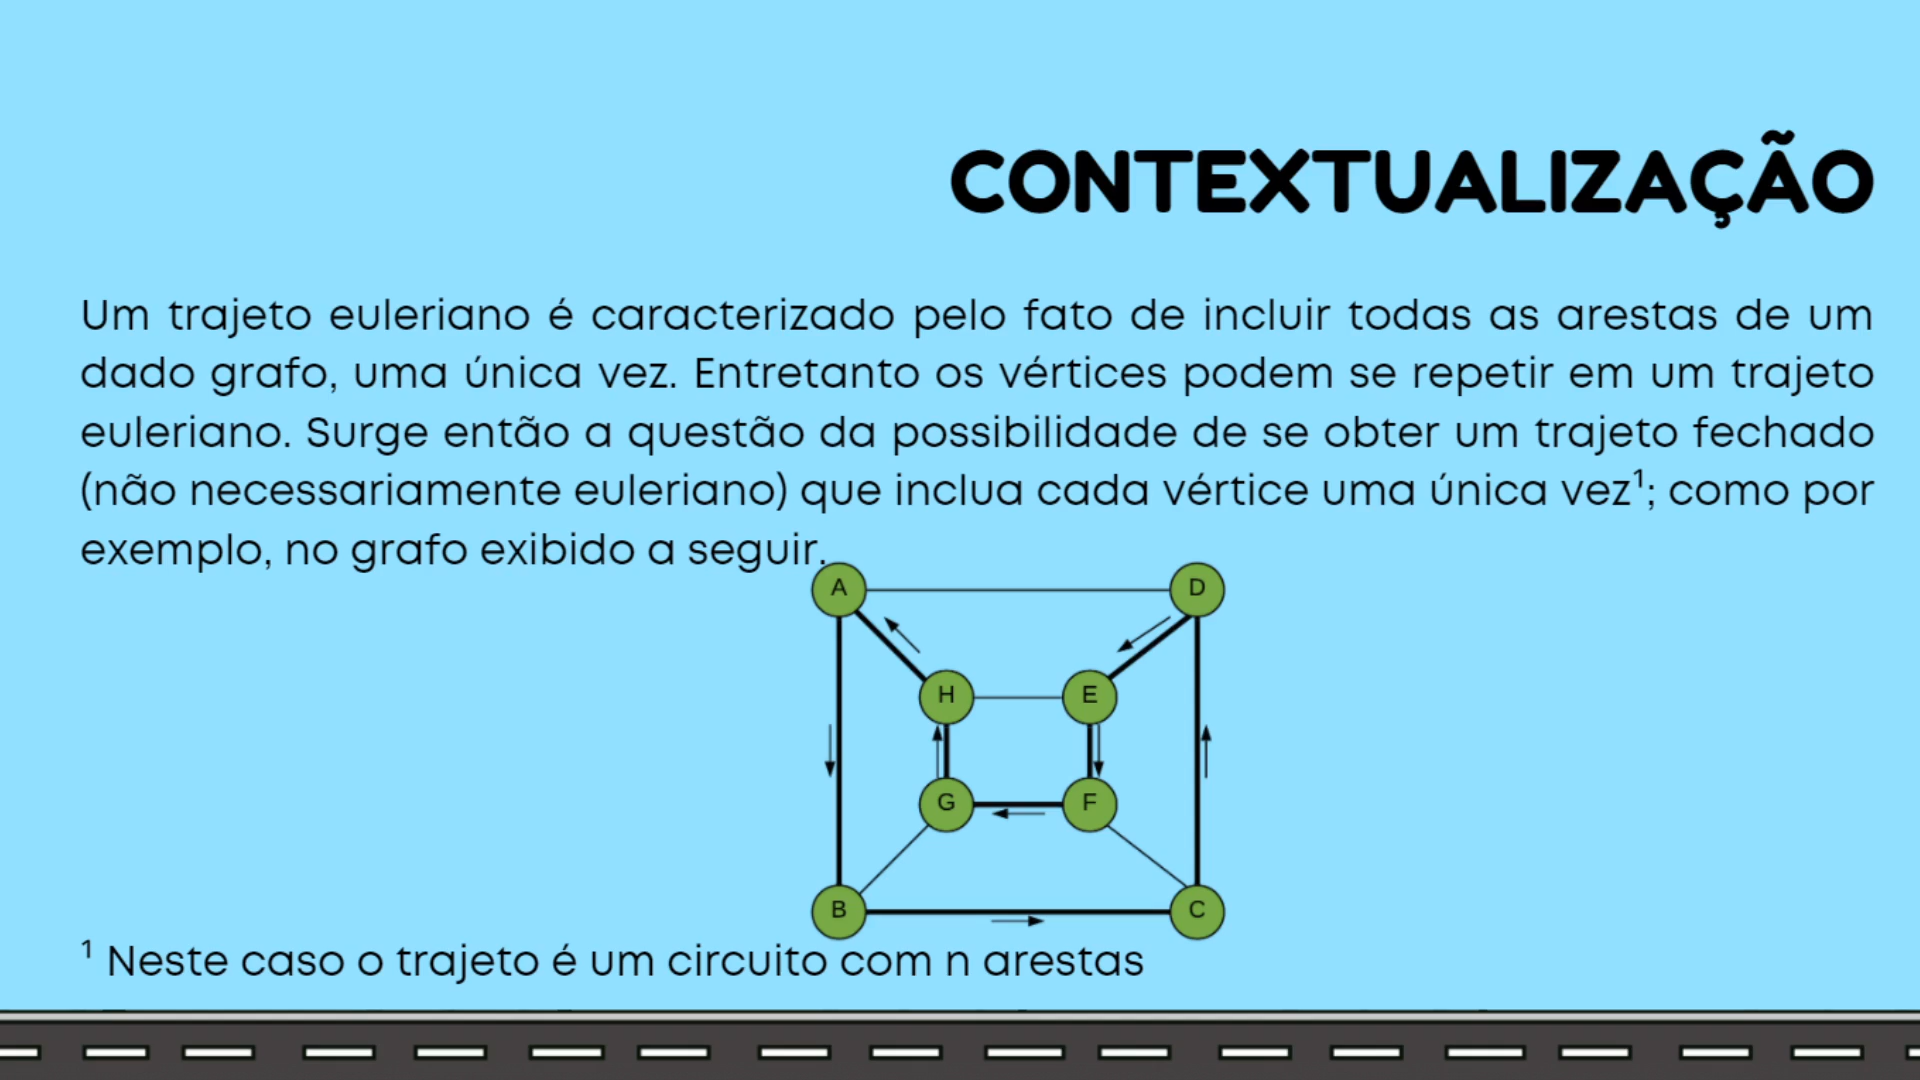 CONTEXTUALIZAÇÃO
Um trajeto euleriano é caracterizado pelo fato de incluir todas as arestas de um
dado grafo, uma única vez. Entretanto os vértices podem se repetir em um trajeto
euleriano. Surge então a questão da possibilidade de se obter um trajeto fechado
(não necessariamente euleriano) que inclua cada vértice uma única vez¹; como por
exemplo, no grafo exibido a seguir.
A
D
H
E
G
F
B
C
¹ Neste caso o trajeto é um circuito com n arestas